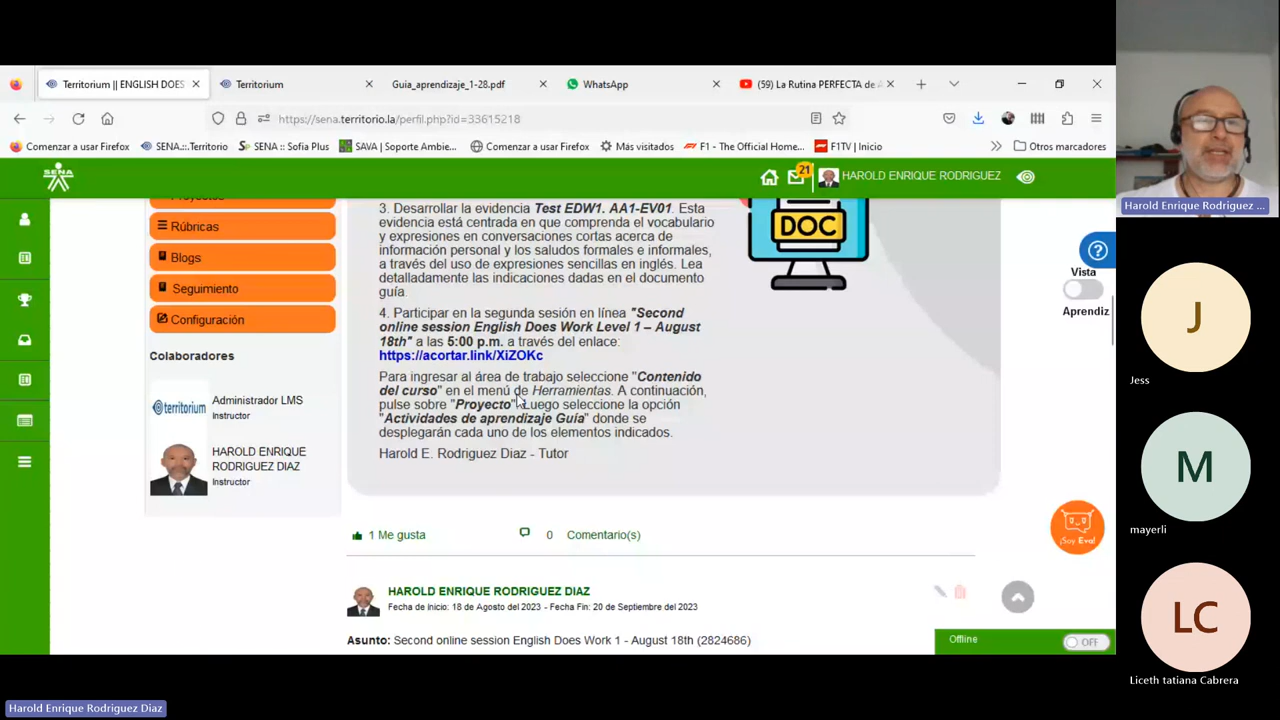 Territorium || ENGLISH DOES
Territorium
Guia_aprendizaje_1-28.pdf
WhatsApp
(59) La Rutina PERFECTA de
https://sena.territorio.la/perfil.php?id=33615218
Comenzar a usar Firefox
SENA.::.Territorio
SENA :: Sofia Plus
SAVA | Soporte Ambie...
Comenzar a usar Firefox
Más visitados
F1 - The Official Home...
F1TV | Inicio
Otros marcadores
SENA
21
HAROLD ENRIQUE RODRIGUEZ
Proyectos
Rúbricas
Blogs
Seguimiento
Configuración
Colaboradores
territorium
Administrador LMS
Instructor
HAROLD ENRIQUE
RODRIGUEZ DIAZ
Instructor
3. Desarrollar la evidencia Test EDW1. AA1-EV01. Esta
evidencia está centrada en que comprenda el vocabulario
y expresiones en conversaciones cortas acerca de
información personal y los saludos formales e informales,
a través del uso de expresiones sencillas en inglés. Lea
detalladamente las indicaciones dadas en el documento
guía.
4. Participar en la segunda sesión en línea "Second
online session English Does Work Level 1 – August
18th" a las 5:00 p.m. a través del enlace:
https://acortar.link/XiZOKc
Para ingresar al área de trabajo seleccione "Contenido
del curso" en el menú de Herramientas. A continuación,
pulse sobre "Proyecto". Luego seleccione la opción
"Actividades de aprendizaje Guía" donde se
desplegarán cada uno de los elementos indicados.
Harold E. Rodriguez Diaz - Tutor
DOC
1 Me gusta
0 Comentario(s)
HAROLD ENRIQUE RODRIGUEZ DIAZ
Fecha de inicio: 18 de Agosto del 2023 - Fecha Fin: 20 de Septiembre del 2023
Asunto: Second online session English Does Work 1 - August 18th (2824686)
Vista
Aprendiz
¡Soy Eva!
Offline
OFF
Harold Enrique Rodriguez ...
J
Jess
M
mayerli
LC
Liceth tatiana Cabrera
Harold Enrique Rodriguez Diaz